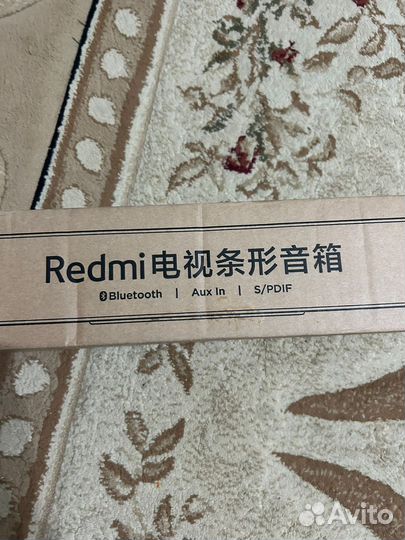 Redmi电视条形音箱
Bluetooth | Aux In | S/PDIF
Avito